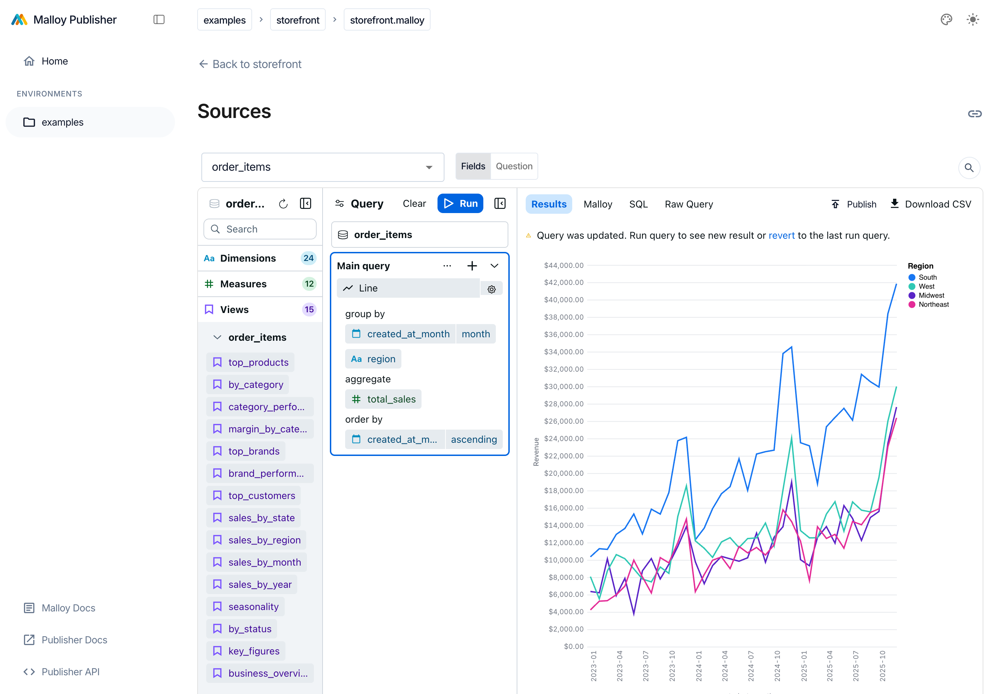 Malloy Publisher
examples
storefront
storefront.malloy
Home
ENVIRONMENTS
examples
Back to storefront
Sources
order_items
Fields
Question
order...
Search
Aa Dimensions 24
Measures 12
Views 15
order_items
top_products
by_category
category_perfo...
margin_by_cate...
top_brands
brand_perform...
top_customers
sales_by_state
sales_by_region
sales_by_month
sales_by_year
seasonality
by_status
key_figures
business_overvi...
Query
Clear
Run
order_items
Main query
Line
group by
created_at_month month
Aa region
aggregate
total_sales
order by
created_at_m... ascending
Results
Malloy
SQL
Raw Query
Publish
Download CSV
Query was updated. Run query to see new result or revert to the last run query.
$44,000.00
$42,000.00
$40,000.00
$38,000.00
$36,000.00
$34,000.00
$32,000.00
$30,000.00
$28,000.00
$26,000.00
$24,000.00
$22,000.00
$20,000.00
$18,000.00
$16,000.00
$14,000.00
$12,000.00
$10,000.00
$8,000.00
$6,000.00
$4,000.00
$2,000.00
$0.00
Revenue
2023-01
2023-04
2023-07
2023-10
2024-01
2024-04
2024-07
2024-10
2025-01
2025-04
2025-07
2025-10
Region
South
West
Midwest
Northeast
Malloy Docs
Publisher Docs
Publisher API